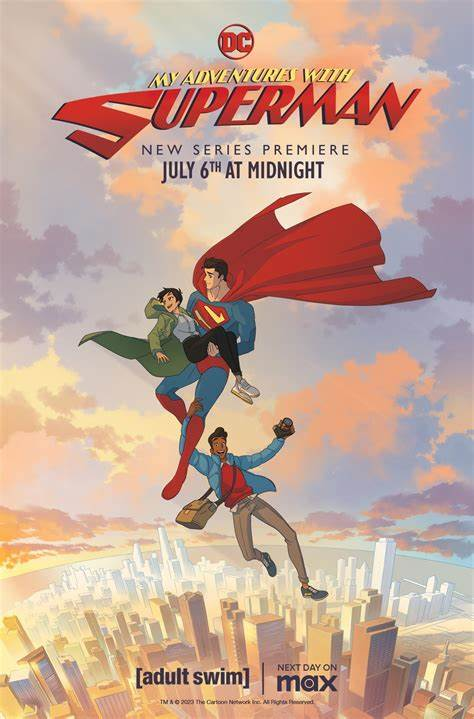 DC
MY ADVENTURES WITH
SUPERMAN
NEW SERIES PREMIERE
JULY 6TH AT MIDNIGHT
[adult swim]
NEXT DAY ON
max
TM & © 2023 The Cartoon Network Inc. All Rights Reserved.